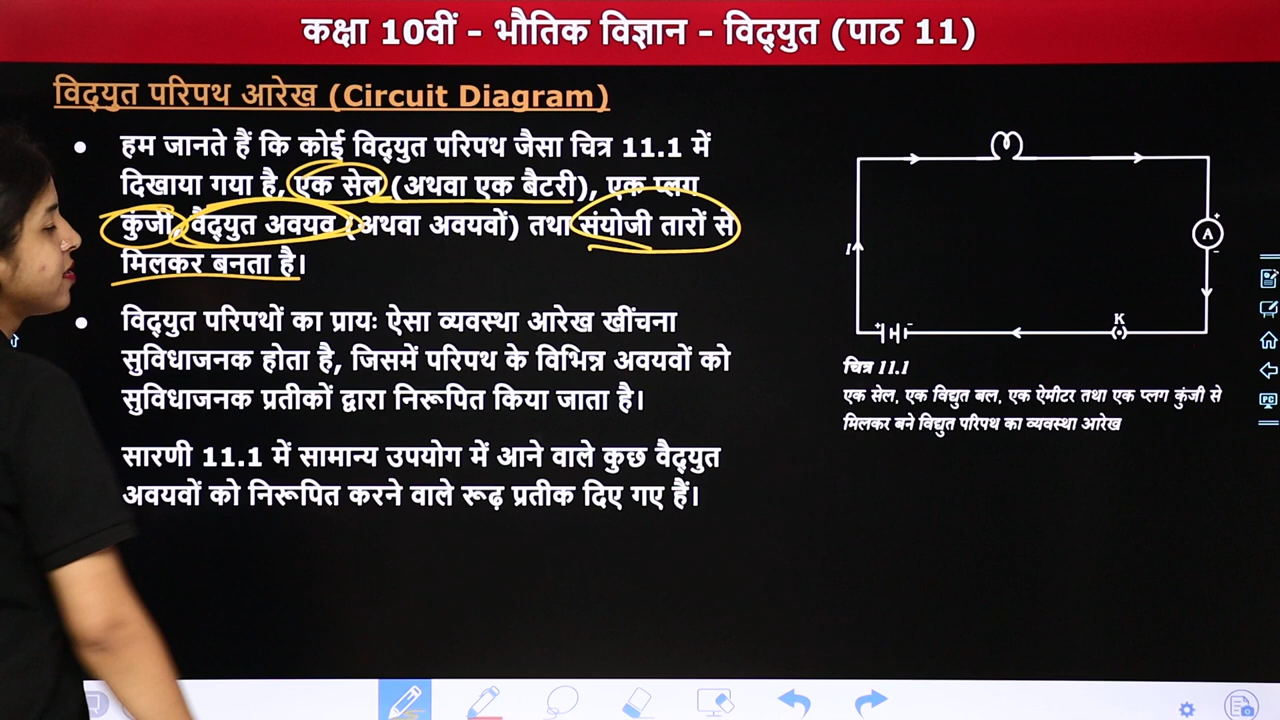 कक्षा 10वीं - भौतिक विज्ञान - विद्युत (पाठ 11)
विद्युत परिपथ आरेख (Circuit Diagram)
• हम जानते हैं कि कोई विद्युत परिपथ जैसा चित्र 11.1 में
दिखाया गया है, एक सेल (अथवा एक बैटरी), एक प्लग
कुंजी, वैद्युत अवयव (अथवा अवयवों) तथा संयोजी तारों से
मिलकर बनता है।
• विद्युत परिपथों का प्रायः ऐसा व्यवस्था आरेख खींचना
सुविधाजनक होता है, जिसमें परिपथ के विभिन्न अवयवों को
सुविधाजनक प्रतीकों द्वारा निरूपित किया जाता है।
सारणी 11.1 में सामान्य उपयोग में आने वाले कुछ वैद्युत
अवयवों को निरूपित करने वाले रूढ़ प्रतीक दिए गए हैं।
+
A
−
I
+ −
K
चित्र 11.1
एक सेल, एक विद्युत बल, एक ऐमीटर तथा एक प्लग कुंजी से
मिलकर बने विद्युत परिपथ का व्यवस्था आरेख
PC